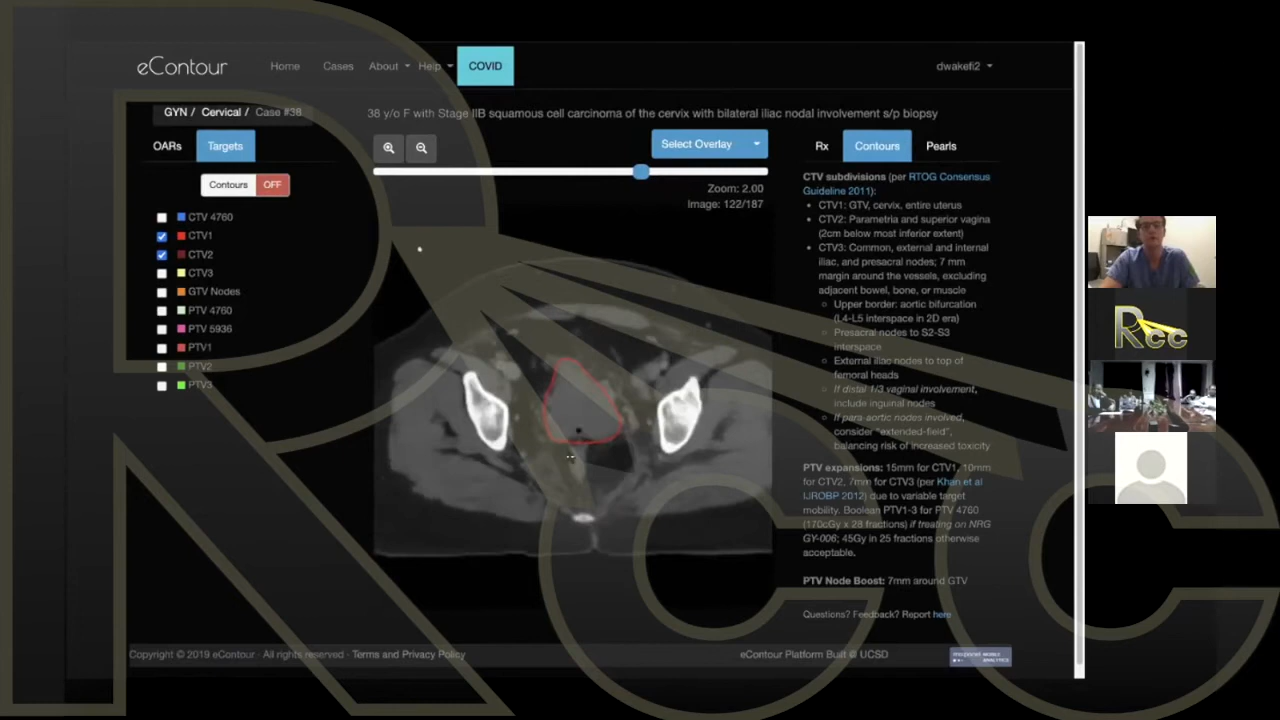 eContour
Home Cases About Help COVID
dwakefi2
GYN / Cervical / Case #38
38 y/o F with Stage IIB squamous cell carcinoma of the cervix with bilateral iliac nodal involvement s/p biopsy
OARs Targets
Select Overlay
Rx Contours Pearls
Contours OFF
Zoom: 2.00
Image: 122/187
CTV 4760
CTV1
CTV2
CTV3
GTV Nodes
PTV 4760
PTV 5936
PTV1
PTV2
PTV3
CTV subdivisions (per RTOG Consensus
Guideline 2011):
CTV1: GTV, cervix, entire uterus
CTV2: Parametria and superior vagina
(2cm below most inferior extent)
CTV3: Common, external and internal
iliac, and presacral nodes; 7 mm
margin around the vessels, excluding
adjacent bowel, bone, or muscle
Upper border: aortic bifurcation
(L4-L5 interspace in 2D era)
Presacral nodes to S2-S3
interspace
External iliac nodes to top of
femoral heads
If distal 1/3 vaginal involvement,
include inguinal nodes
If para-aortic nodes involved,
consider "extended-field",
balancing risk of increased toxicity
PTV expansions: 15mm for CTV1, 10mm
for CTV2, 7mm for CTV3 (per Khan et al
IJROBP 2012) due to variable target
mobility. Boolean PTV1-3 for PTV 4760
(170cGy x 28 fractions) if treating on NRG
GY-006; 45Gy in 25 fractions otherwise
acceptable.
PTV Node Boost: 7mm around GTV
Questions? Feedback? Report here
Copyright © 2019 eContour · All rights reserved · Terms and Privacy Policy
eContour Platform Built @ UCSD
Rcc
Rcc